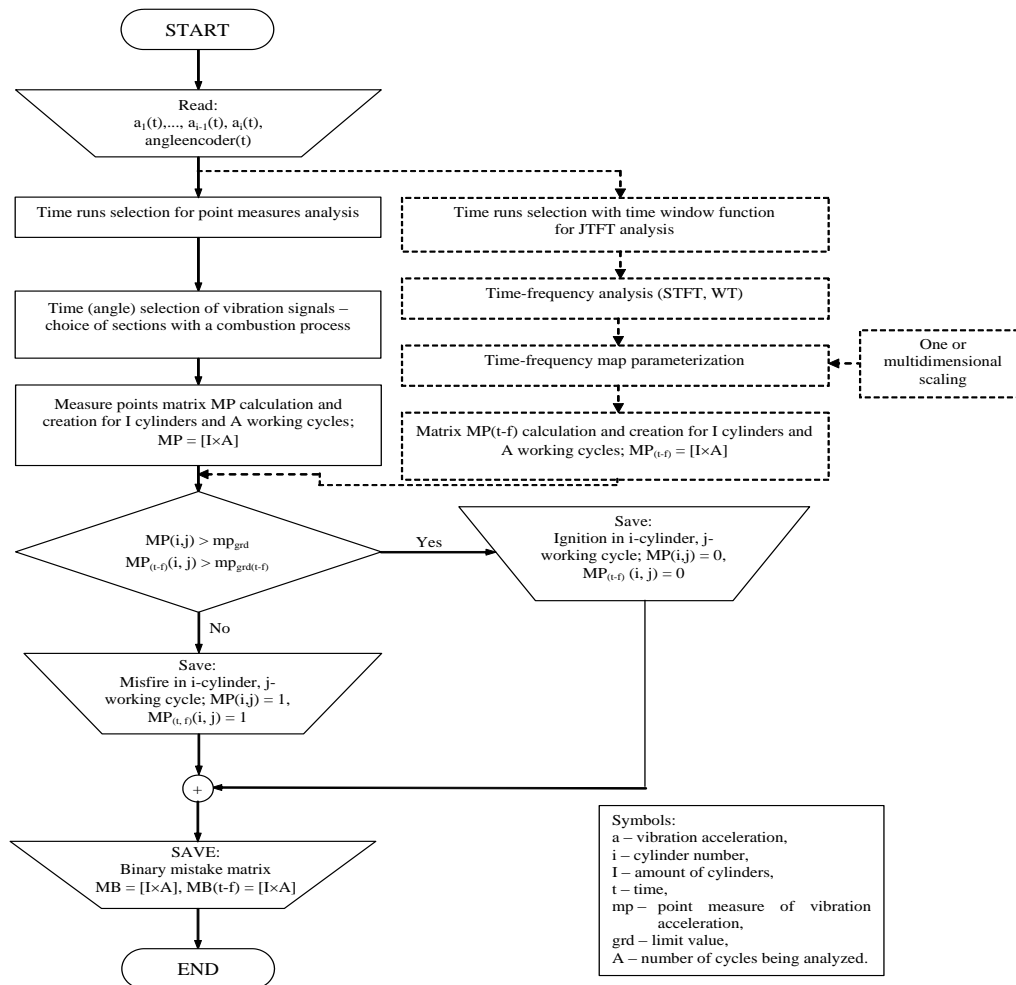 START
Read:
a₁(t),..., aᵢ₋₁(t), aᵢ(t),
angleencoder(t)
Time runs selection for point measures analysis
Time runs selection with time window function
for JTFT analysis
Time (angle) selection of vibration signals –
choice of sections with a combustion process
Time-frequency analysis (STFT, WT)
Time-frequency map parameterization
One or
multidimensional
scaling
Measure points matrix MP calculation and
creation for I cylinders and A working cycles;
MP = [I×A]
Matrix MP(t-f) calculation and creation for I cylinders and
A working cycles; MP(t-f) = [I×A]
MP(i,j) > mpgrd
MP(t-f)(i, j) > mpgrd(t-f)
Yes
Save:
Ignition in i-cylinder, j-
working cycle; MP(i,j) = 0,
MP(t-f) (i, j) = 0
No
Save:
Misfire in i-cylinder, j-
working cycle; MP(i,j) = 1,
MP(t, f)(i, j) = 1
+
SAVE:
Binary mistake matrix
MB = [I×A], MB(t-f) = [I×A]
END
Symbols:
a – vibration acceleration,
i – cylinder number,
I – amount of cylinders,
t – time,
mp – point measure of vibration
acceleration,
grd – limit value,
A – number of cycles being analyzed.